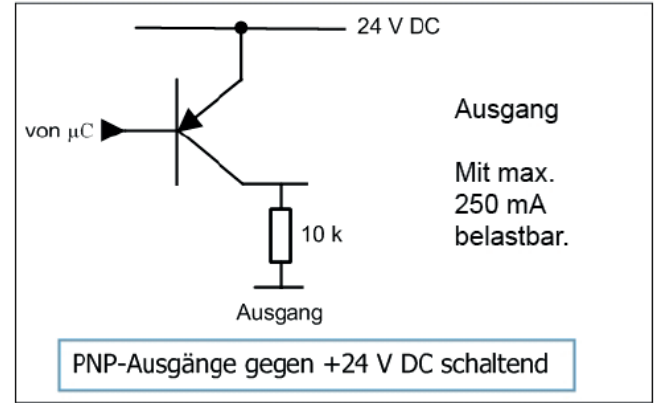 24 V DC
von μC
Ausgang
Mit max.
250 mA
belastbar.
10 k
Ausgang
PNP-Ausgänge gegen +24 V DC schaltend